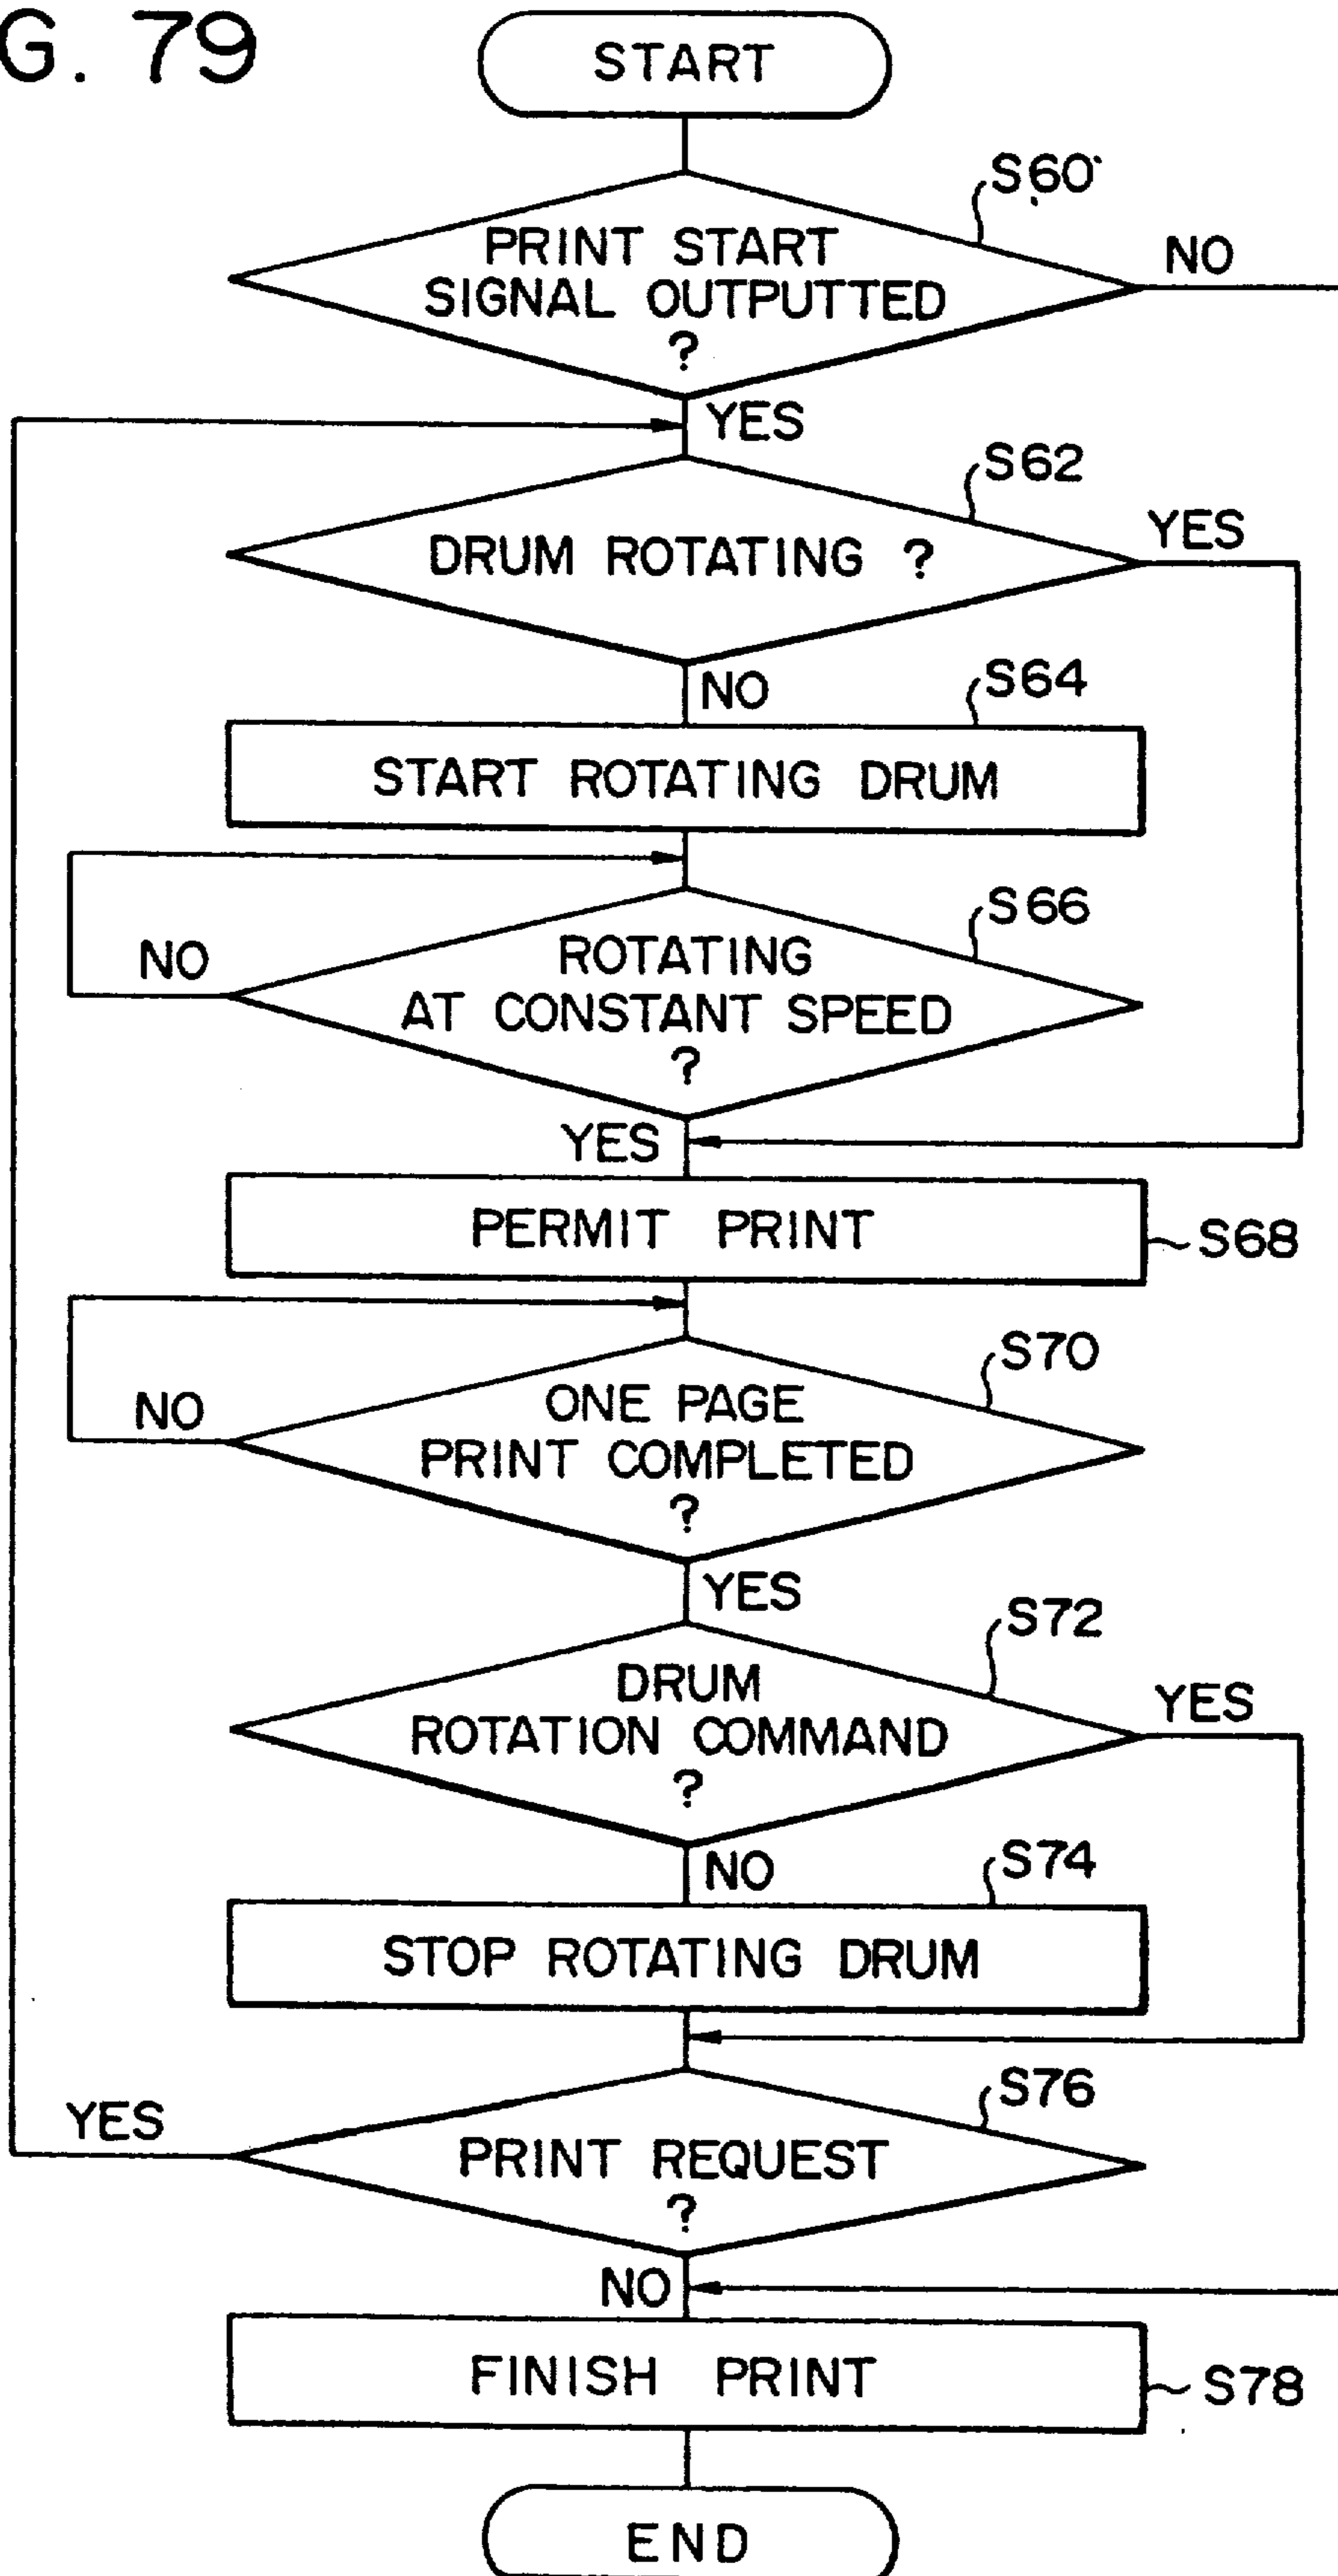 G. 79
START
S60
PRINT START
SIGNAL OUTPUTTED
?
NO
YES
S62
DRUM ROTATING ?
YES
NO
S64
START ROTATING DRUM
S66
ROTATING
AT CONSTANT SPEED
?
NO
YES
PERMIT PRINT
S68
S70
ONE PAGE
PRINT COMPLETED
?
NO
YES
S72
DRUM
ROTATION COMMAND
?
YES
NO
S74
STOP ROTATING DRUM
S76
PRINT REQUEST
?
YES
NO
FINISH PRINT
S78
END